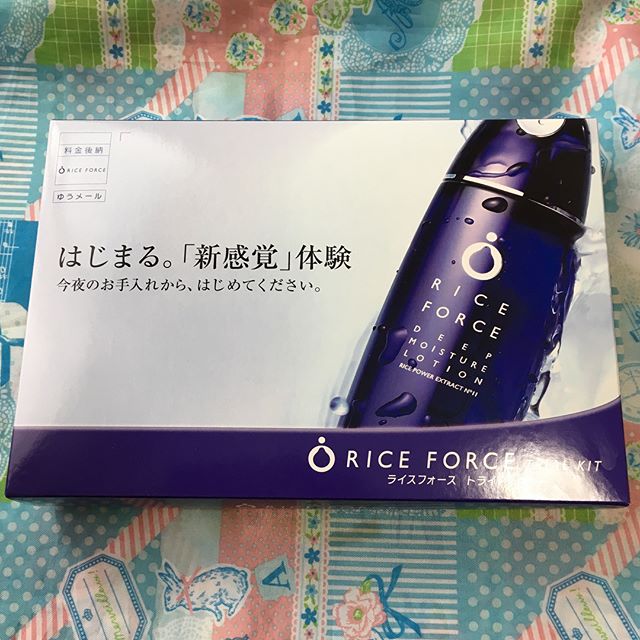 料金後納
RICE FORCE
ゆうメール
はじまる。「新感覚」体験
今夜のお手入れから、はじめてください。
RICE
FORCE
DEEP
MOISTURE
LOTION
RICE POWER EXTRACT No11
RICE FORCE KIT
ライスフォース トライ
A